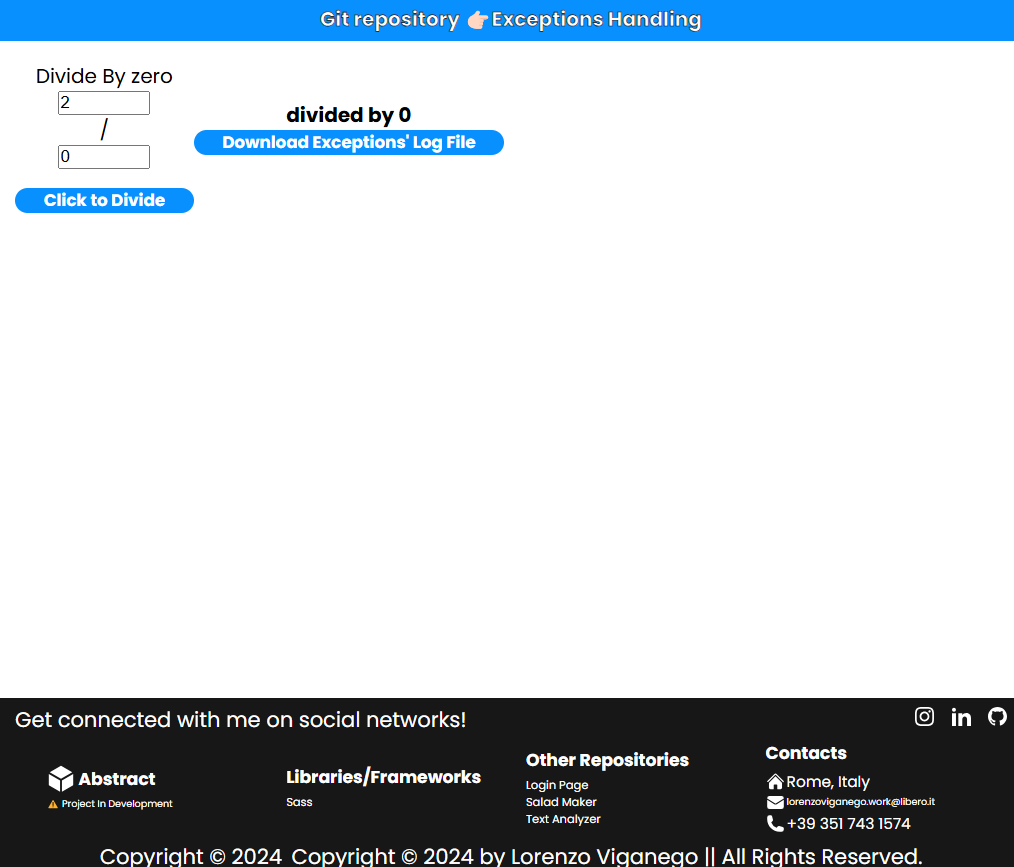 Git repository 👉🏻Exceptions Handling
Divide By zero
2
/
0
Click to Divide
divided by 0
Download Exceptions' Log File
Get connected with me on social networks!
Abstract
⚠ Project In Development
Libraries/Frameworks
Sass
Other Repositories
Login Page
Salad Maker
Text Analyzer
Contacts
Rome, Italy
lorenzoviganego.work@libero.it
+39 351 743 1574
Copyright © 2024 Copyright © 2024 by Lorenzo Viganego || All Rights Reserved.